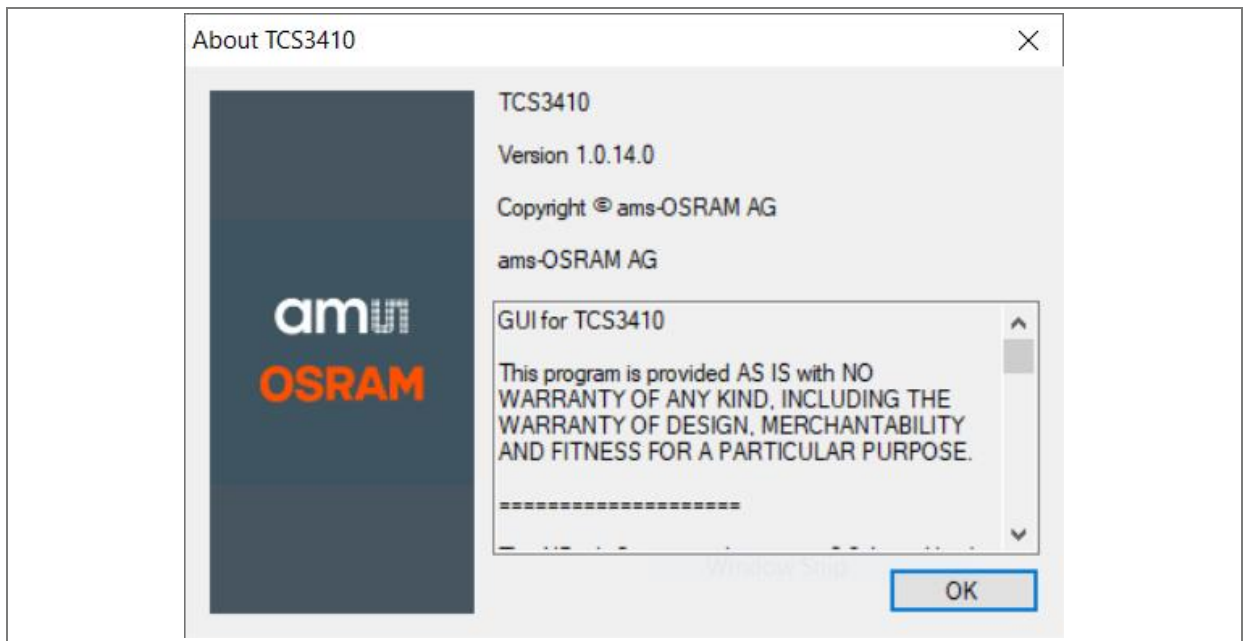 About TCS3410
TCS3410
Version 1.0.14.0
Copyright © ams-OSRAM AG
ams-OSRAM AG
am
OSRAM
GUI for TCS3410
This program is provided AS IS with NO
WARRANTY OF ANY KIND, INCLUDING THE
WARRANTY OF DESIGN, MERCHANTABILITY
AND FITNESS FOR A PARTICULAR PURPOSE.
====================
Window Snip
OK